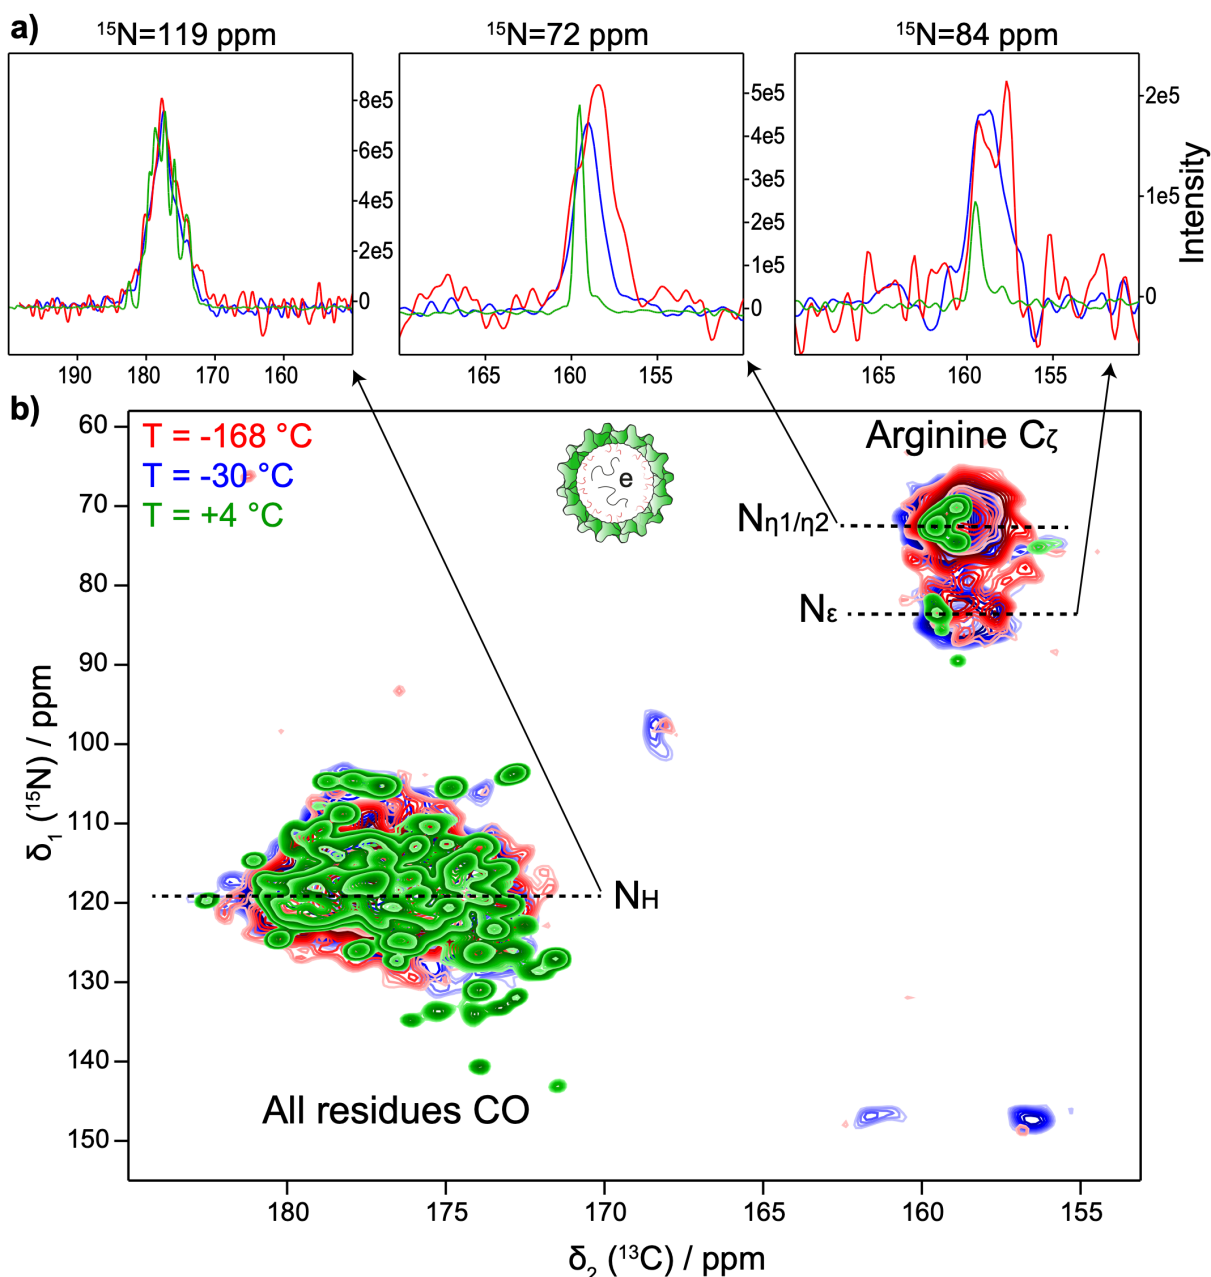 a)
¹⁵N=119 ppm
¹⁵N=72 ppm
¹⁵N=84 ppm
8e5
6e5
4e5
2e5
0
5e5
4e5
3e5
2e5
1e5
0
2e5
1e5
0
Intensity
190 180 170 160
165 160 155
165 160 155
b)
T = -168 °C
T = -30 °C
T = +4 °C
e
Arginine Cζ
Nη1/η2
Nε
NH
All residues CO
60
70
80
90
100
110
120
130
140
150
δ₁ (¹⁵N) / ppm
180 175 170 165 160 155
δ₂ (¹³C) / ppm